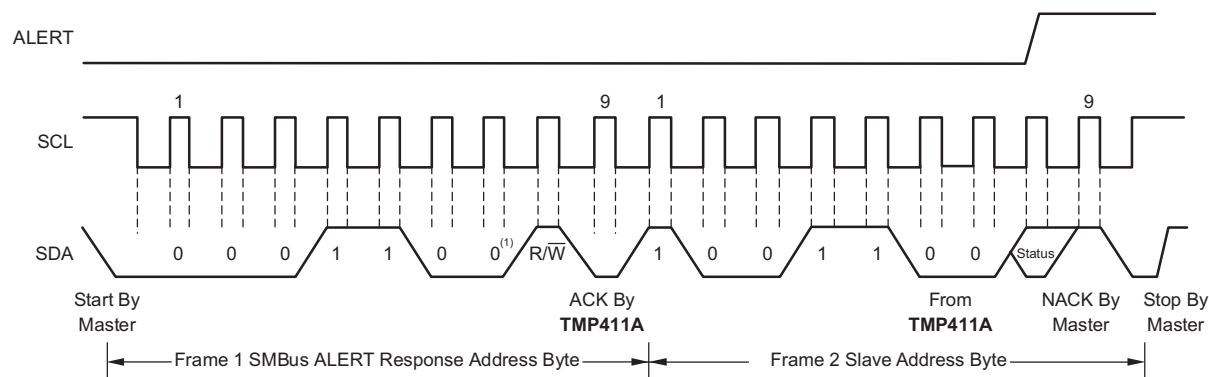 ALERT
1 9 1 9
SCL
SDA 0 0 0 1 1 0 0(1) R/W̅ 1 0 0 1 1 0 0 Status
Start By Master
ACK By TMP411A
From TMP411A
NACK By Master
Stop By Master
Frame 1 SMBus ALERT Response Address Byte
Frame 2 Slave Address Byte